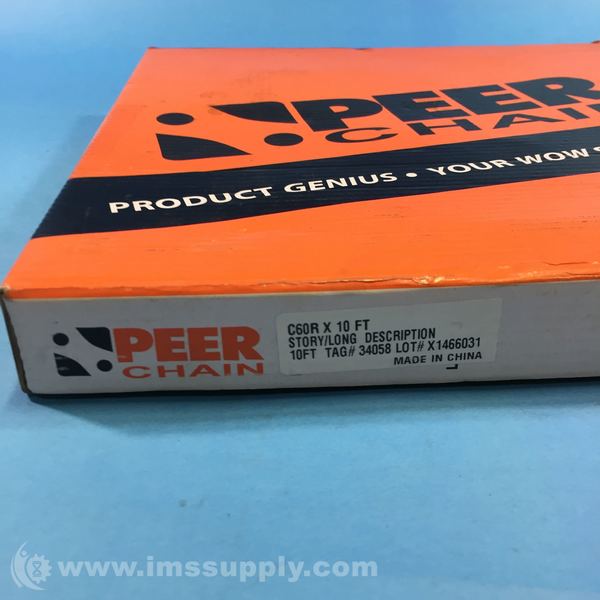 PEER
CHAIN
PRODUCT GENIUS • YOUR WOW
PEER
CHAIN
C60R X 10 FT
STORY/LONG DESCRIPTION
10FT TAG# 34058 LOT# X1466031
MADE IN CHINA
www.imssupply.com